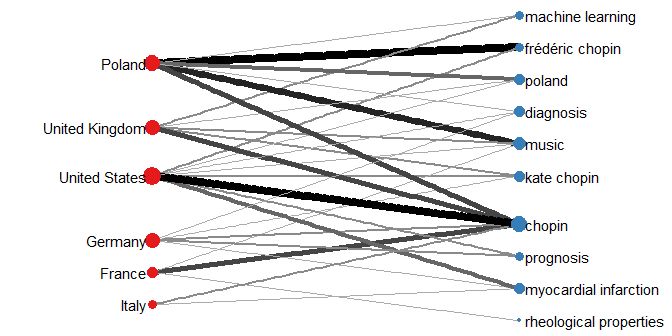 Poland
United Kingdom
United States
Germany
France
Italy
machine learning
frédéric chopin
poland
diagnosis
music
kate chopin
chopin
prognosis
myocardial infarction
rheological properties